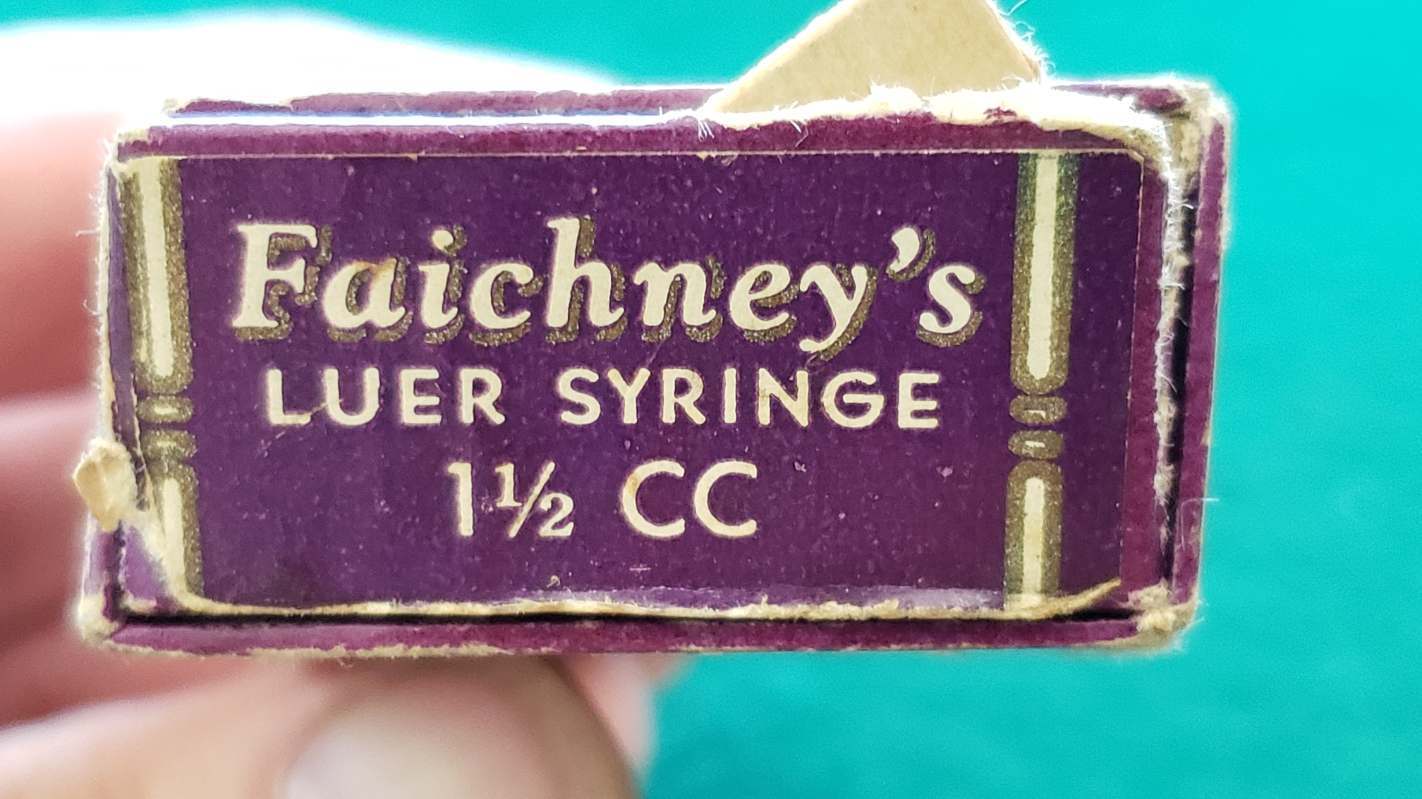 Faichney's
LUER SYRINGE
1½ CC